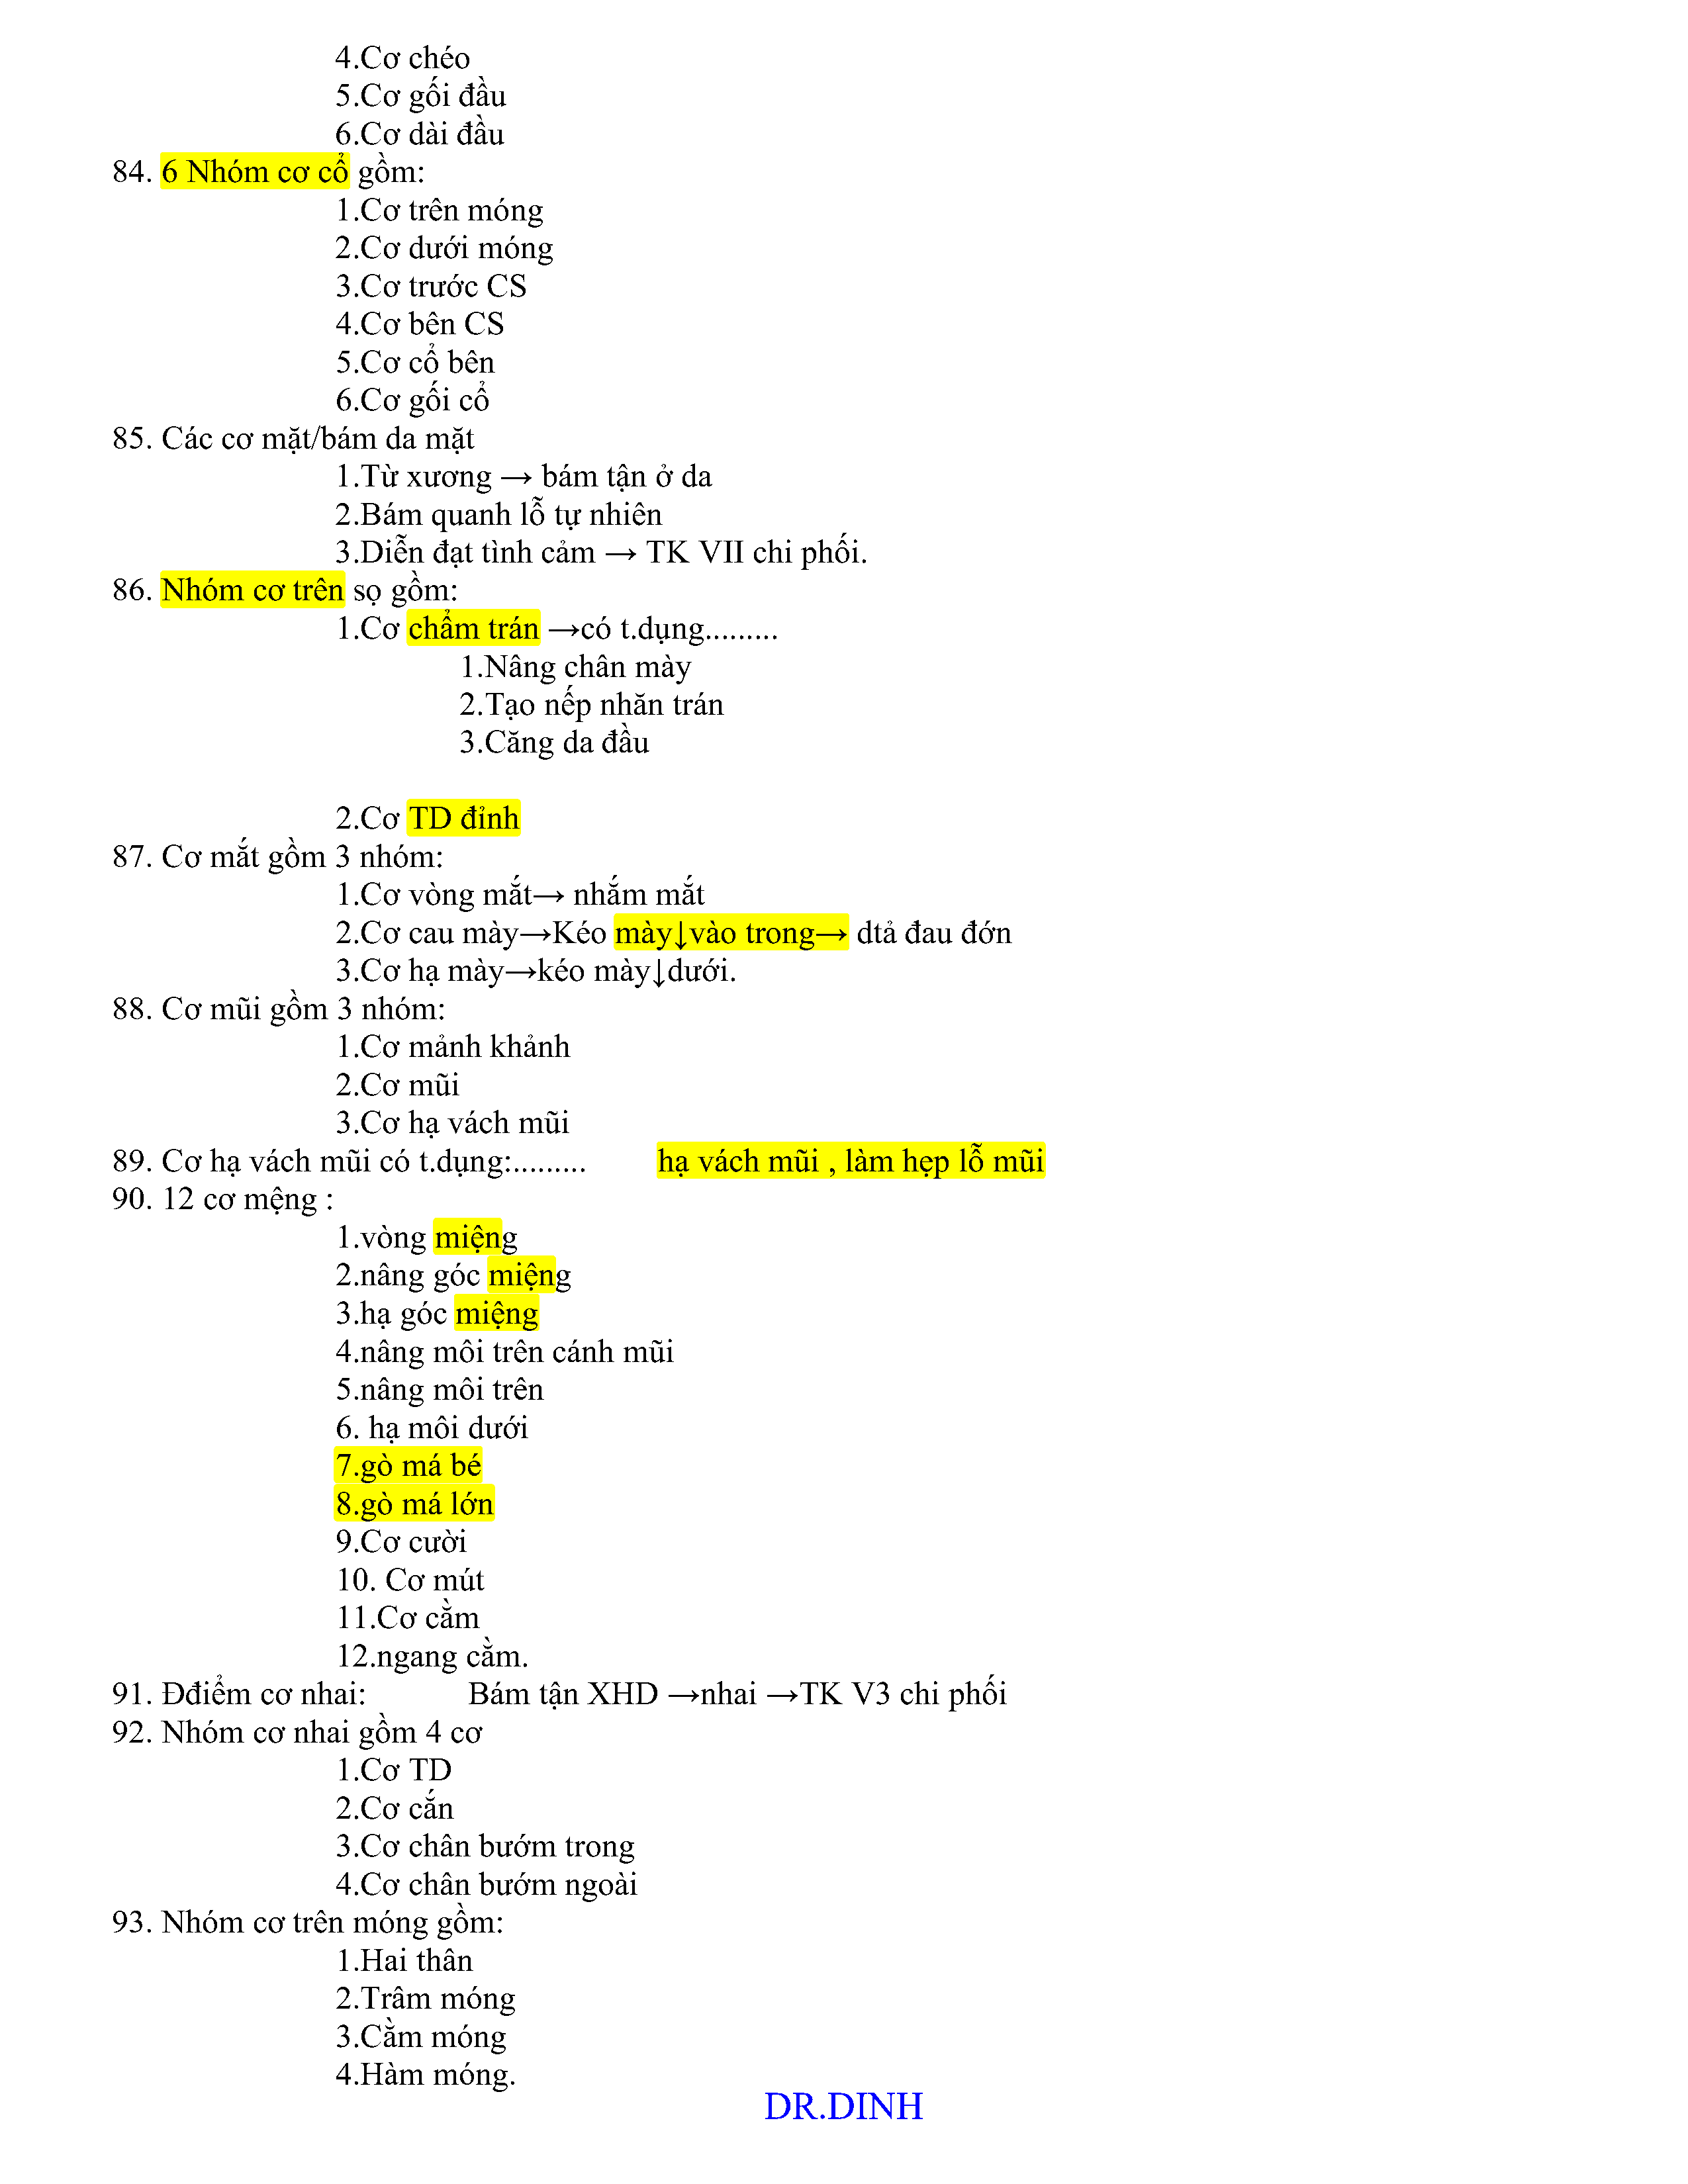 4.Cơ chéo
5.Cơ gối đầu
6.Cơ dài đầu
84. 6 Nhóm cơ cổ gồm:
1.Cơ trên móng
2.Cơ dưới móng
3.Cơ trước CS
4.Cơ bên CS
5.Cơ cổ bên
6.Cơ gối cổ
85. Các cơ mặt/bám da mặt
1.Từ xương → bám tận ở da
2.Bám quanh lỗ tự nhiên
3.Diễn đạt tình cảm → TK VII chi phối.
86. Nhóm cơ trên sọ gồm:
1.Cơ chẩm trán →có t.dụng.........
1.Nâng chân mày
2.Tạo nếp nhăn trán
3.Căng da đầu
2.Cơ TD đỉnh
87. Cơ mắt gồm 3 nhóm:
1.Cơ vòng mắt→ nhắm mắt
2.Cơ cau mày→Kéo mày↓vào trong→ dtả đau đớn
3.Cơ hạ mày→kéo mày↓dưới.
88. Cơ mũi gồm 3 nhóm:
1.Cơ mảnh khảnh
2.Cơ mũi
3.Cơ hạ vách mũi
89. Cơ hạ vách mũi có t.dụng:......... hạ vách mũi , làm hẹp lỗ mũi
90. 12 cơ mệng :
1.vòng miệng
2.nâng góc miệng
3.hạ góc miệng
4.nâng môi trên cánh mũi
5.nâng môi trên
6. hạ môi dưới
7.gò má bé
8.gò má lớn
9.Cơ cười
10. Cơ mút
11.Cơ cằm
12.ngang cằm.
91. Đđiểm cơ nhai: Bám tận XHD →nhai →TK V3 chi phối
92. Nhóm cơ nhai gồm 4 cơ
1.Cơ TD
2.Cơ cắn
3.Cơ chân bướm trong
4.Cơ chân bướm ngoài
93. Nhóm cơ trên móng gồm:
1.Hai thân
2.Trâm móng
3.Cằm móng
4.Hàm móng.
DR.DINH